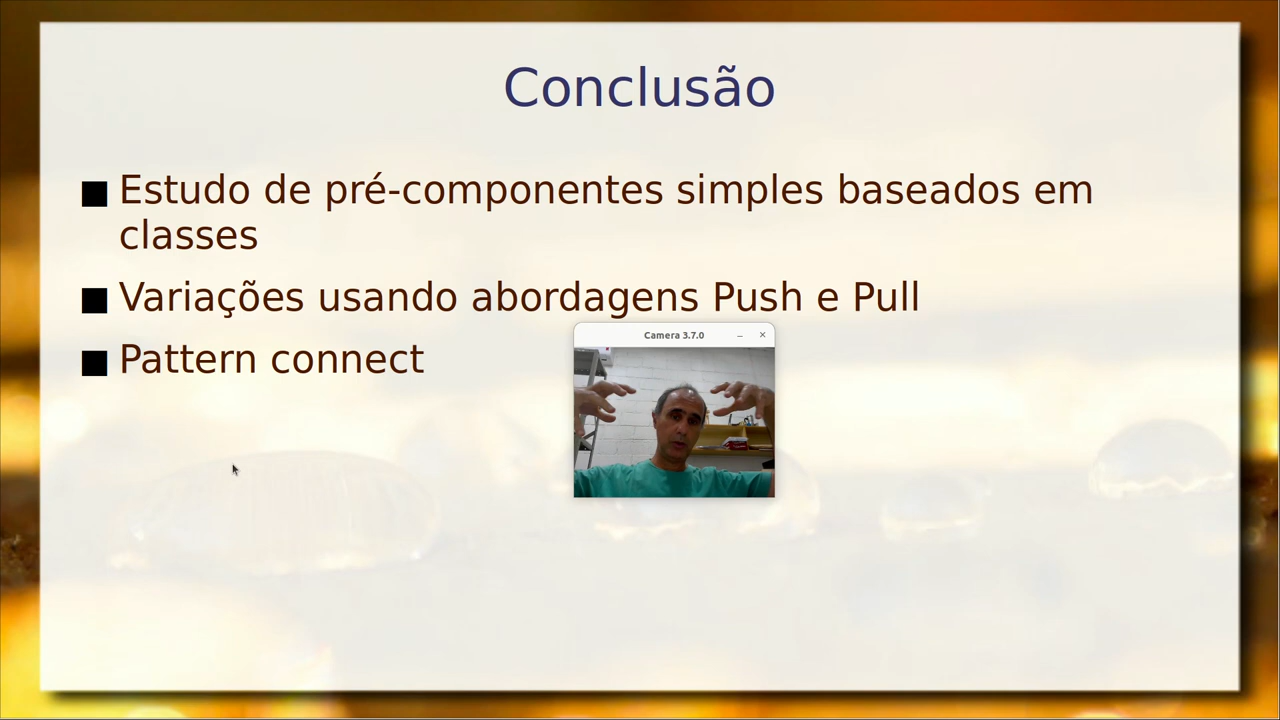 Conclusão
Estudo de pré-componentes simples baseados em
classes
Variações usando abordagens Push e Pull
Pattern connect
Camera 3.7.0